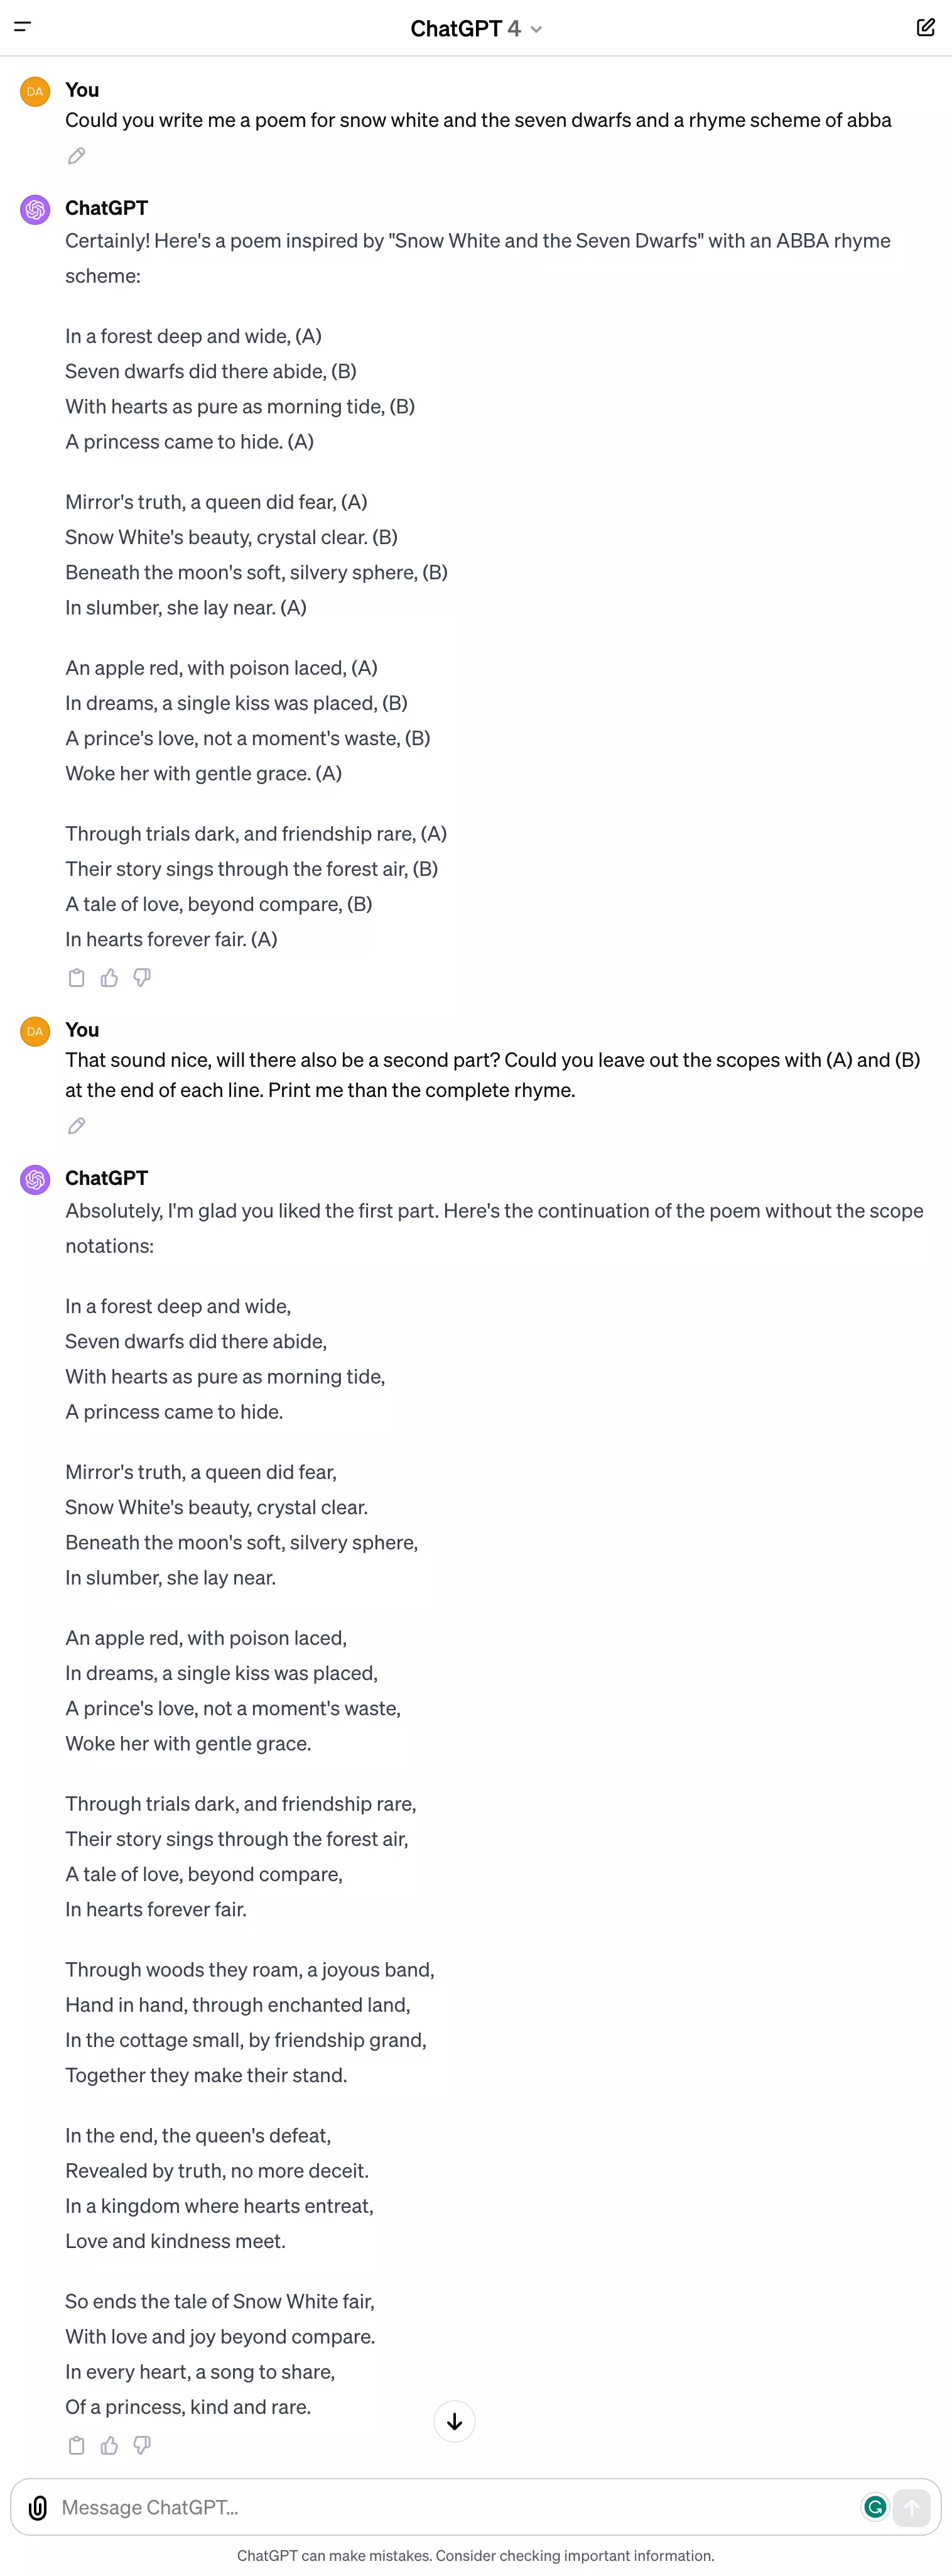 ChatGPT 4
DA
You
Could you write me a poem for snow white and the seven dwarfs and a rhyme scheme of abba
ChatGPT
Certainly! Here's a poem inspired by "Snow White and the Seven Dwarfs" with an ABBA rhyme
scheme:
In a forest deep and wide, (A)
Seven dwarfs did there abide, (B)
With hearts as pure as morning tide, (B)
A princess came to hide. (A)
Mirror's truth, a queen did fear, (A)
Snow White's beauty, crystal clear. (B)
Beneath the moon's soft, silvery sphere, (B)
In slumber, she lay near. (A)
An apple red, with poison laced, (A)
In dreams, a single kiss was placed, (B)
A prince's love, not a moment's waste, (B)
Woke her with gentle grace. (A)
Through trials dark, and friendship rare, (A)
Their story sings through the forest air, (B)
A tale of love, beyond compare, (B)
In hearts forever fair. (A)
DA
You
That sound nice, will there also be a second part? Could you leave out the scopes with (A) and (B)
at the end of each line. Print me than the complete rhyme.
ChatGPT
Absolutely, I'm glad you liked the first part. Here's the continuation of the poem without the scope
notations:
In a forest deep and wide,
Seven dwarfs did there abide,
With hearts as pure as morning tide,
A princess came to hide.
Mirror's truth, a queen did fear,
Snow White's beauty, crystal clear.
Beneath the moon's soft, silvery sphere,
In slumber, she lay near.
An apple red, with poison laced,
In dreams, a single kiss was placed,
A prince's love, not a moment's waste,
Woke her with gentle grace.
Through trials dark, and friendship rare,
Their story sings through the forest air,
A tale of love, beyond compare,
In hearts forever fair.
Through woods they roam, a joyous band,
Hand in hand, through enchanted land,
In the cottage small, by friendship grand,
Together they make their stand.
In the end, the queen's defeat,
Revealed by truth, no more deceit.
In a kingdom where hearts entreat,
Love and kindness meet.
So ends the tale of Snow White fair,
With love and joy beyond compare.
In every heart, a song to share,
Of a princess, kind and rare.
Message ChatGPT...
ChatGPT can make mistakes. Consider checking important information.